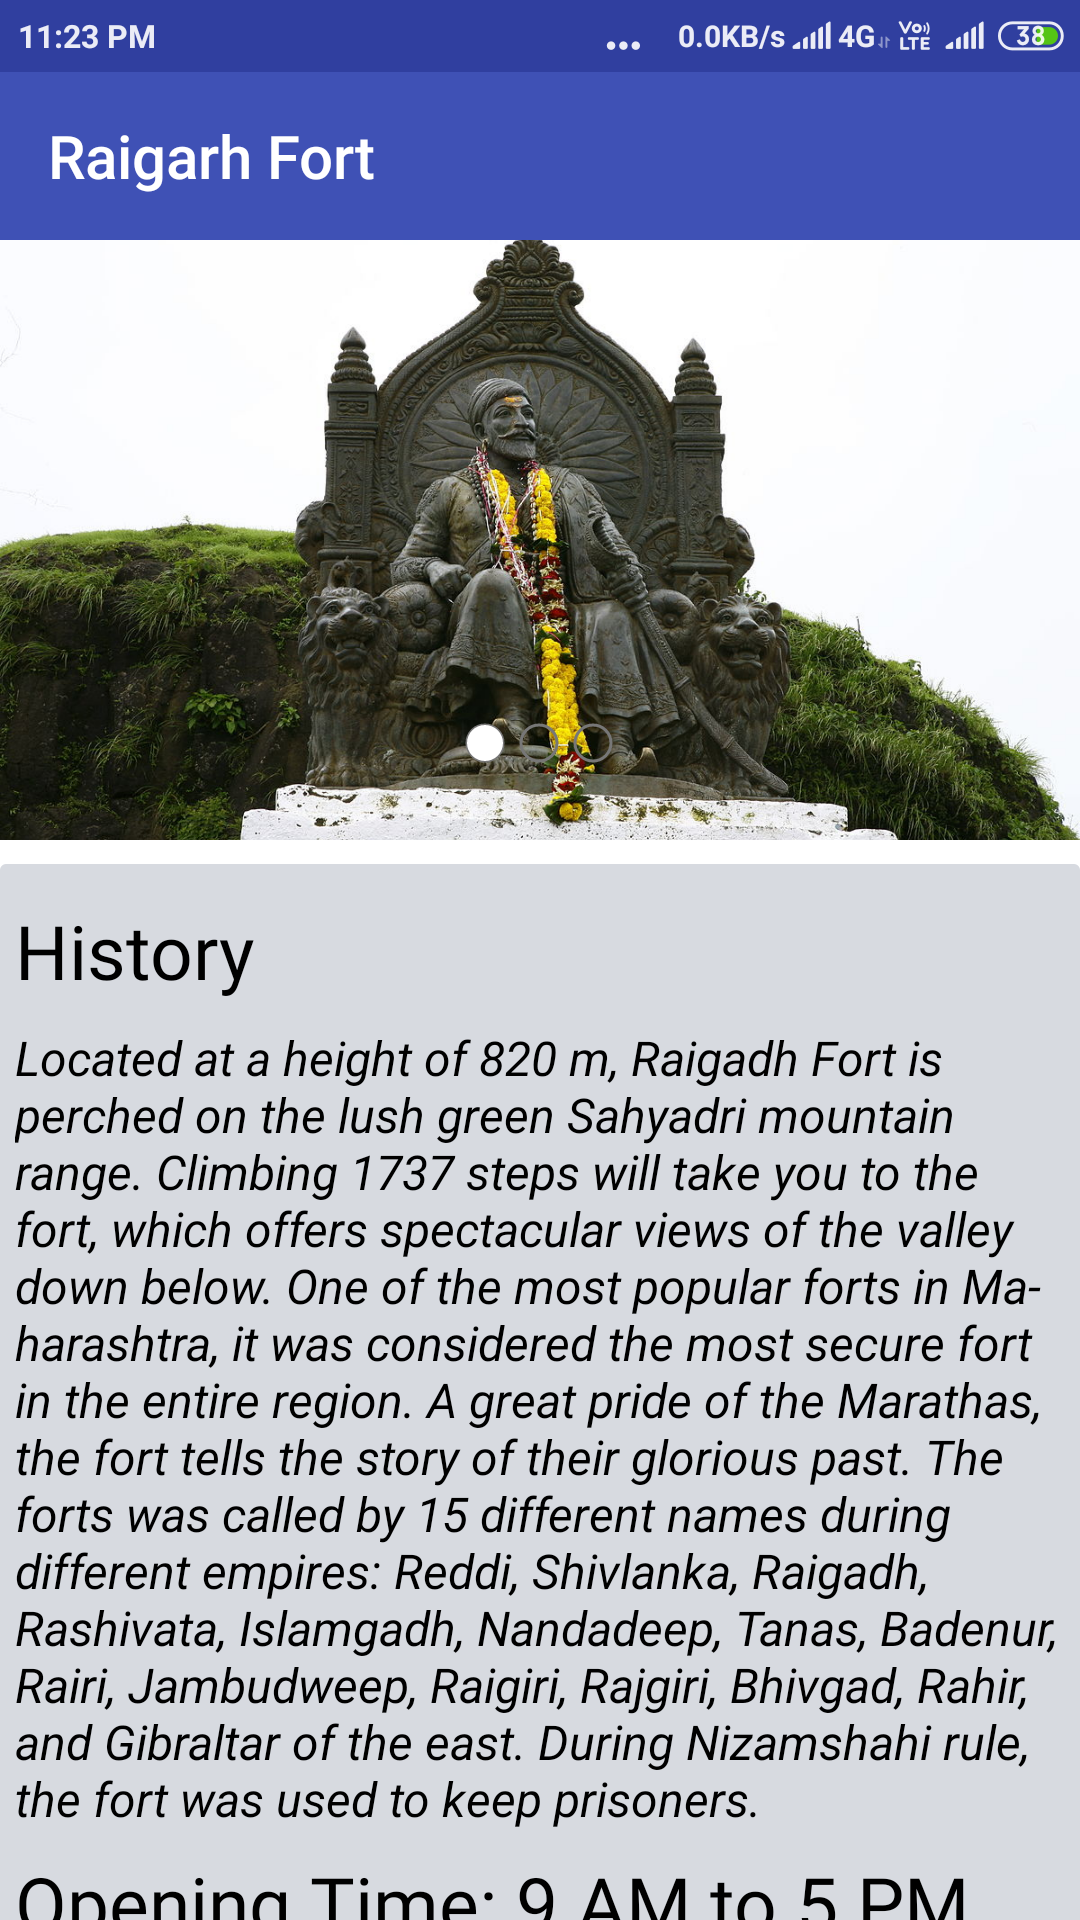 11:23 PM ... 0.0KB/s 4G Vo)) LTE 38
Raigarh Fort
History
Located at a height of 820 m, Raigadh Fort is
perched on the lush green Sahyadri mountain
range. Climbing 1737 steps will take you to the
fort, which offers spectacular views of the valley
down below. One of the most popular forts in Ma-
harashtra, it was considered the most secure fort
in the entire region. A great pride of the Marathas,
the fort tells the story of their glorious past. The
forts was called by 15 different names during
different empires: Reddi, Shivlanka, Raigadh,
Rashivata, Islamgadh, Nandadeep, Tanas, Badenur,
Rairi, Jambudweep, Raigiri, Rajgiri, Bhivgad, Rahir,
and Gibraltar of the east. During Nizamshahi rule,
the fort was used to keep prisoners.
Opening Time: 9 AM to 5 PM